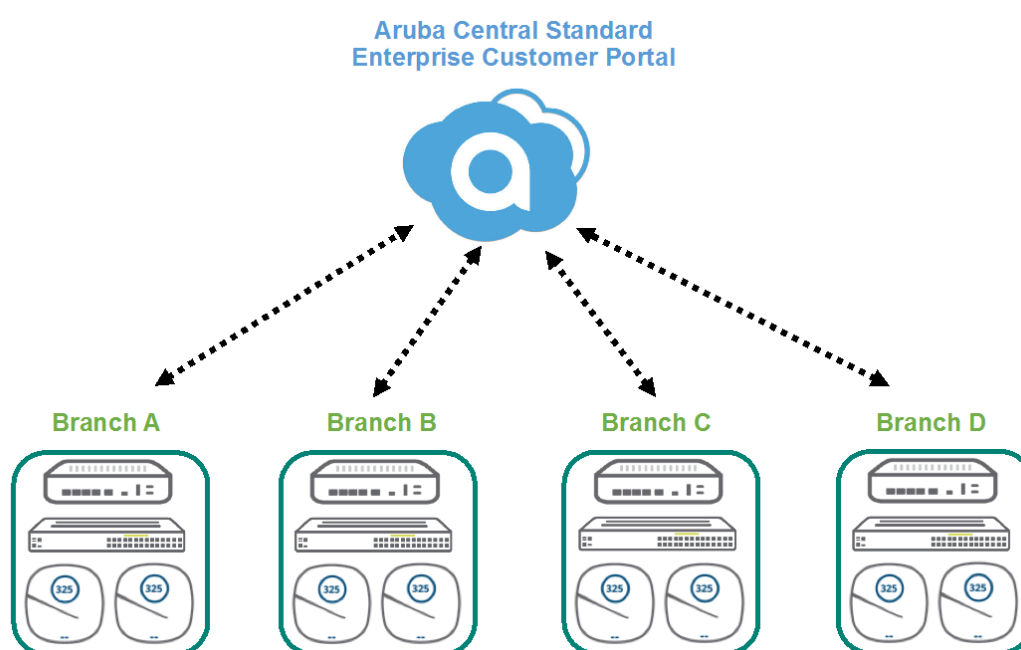 Aruba Central Standard
Enterprise Customer Portal
Branch A
Branch B
Branch C
Branch D
325
325
325
325
325
325
325
325